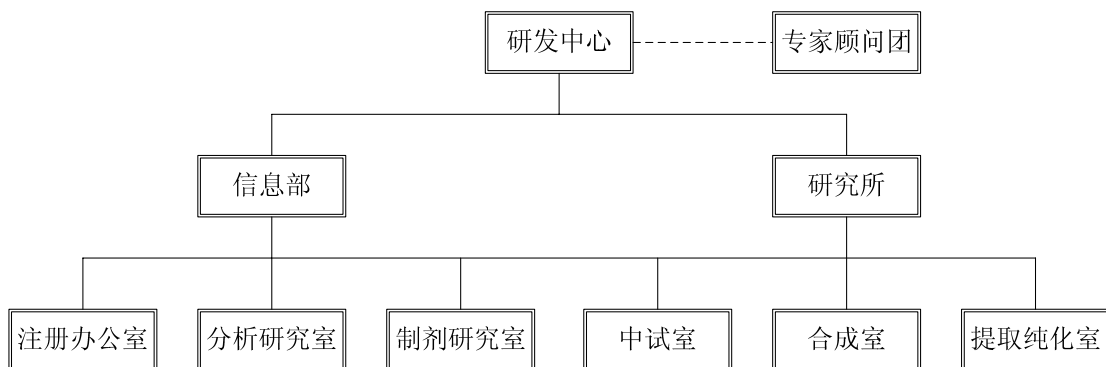 研发中心
专家顾问团
信息部
研究所
注册办公室
分析研究室
制剂研究室
中试室
合成室
提取纯化室